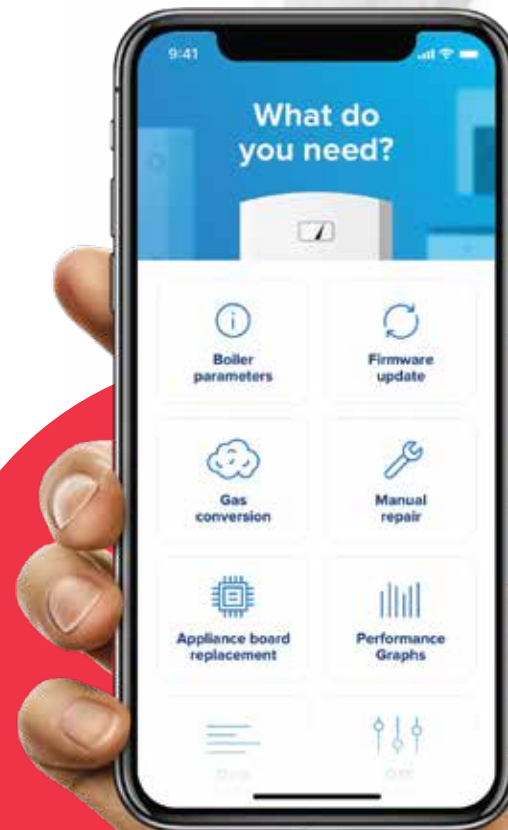 9:41
What do
you need?
Boiler
parameters
Firmware
update
Gas
conversion
Manual
repair
Appliance board
replacement
Performance
Graphs